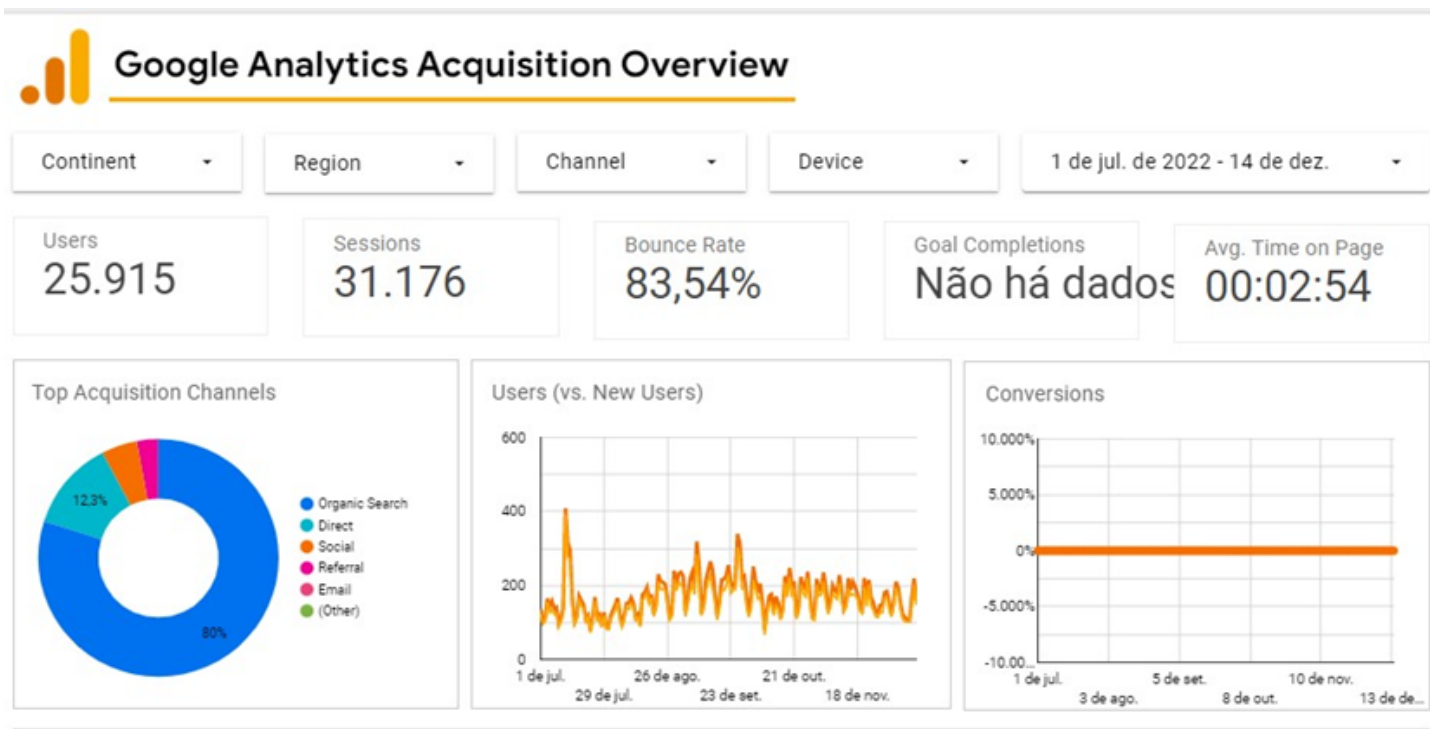 Google Analytics Acquisition Overview
Continent
Region
Channel
Device
1 de jul. de 2022 - 14 de dez.
Users
25.915
Sessions
31.176
Bounce Rate
83,54%
Goal Completions
Não há dados
Avg. Time on Page
00:02:54
Top Acquisition Channels
12,3%
80%
Organic Search
Direct
Social
Referral
Email
(Other)
Users (vs. New Users)
600
400
200
0
1 de jul.
26 de ago.
21 de out.
29 de jul.
23 de set.
18 de nov.
Conversions
10.000%
5.000%
0%
-5.000%
-10.00...
1 de jul.
5 de set.
10 de nov.
3 de ago.
8 de out.
13 de de...